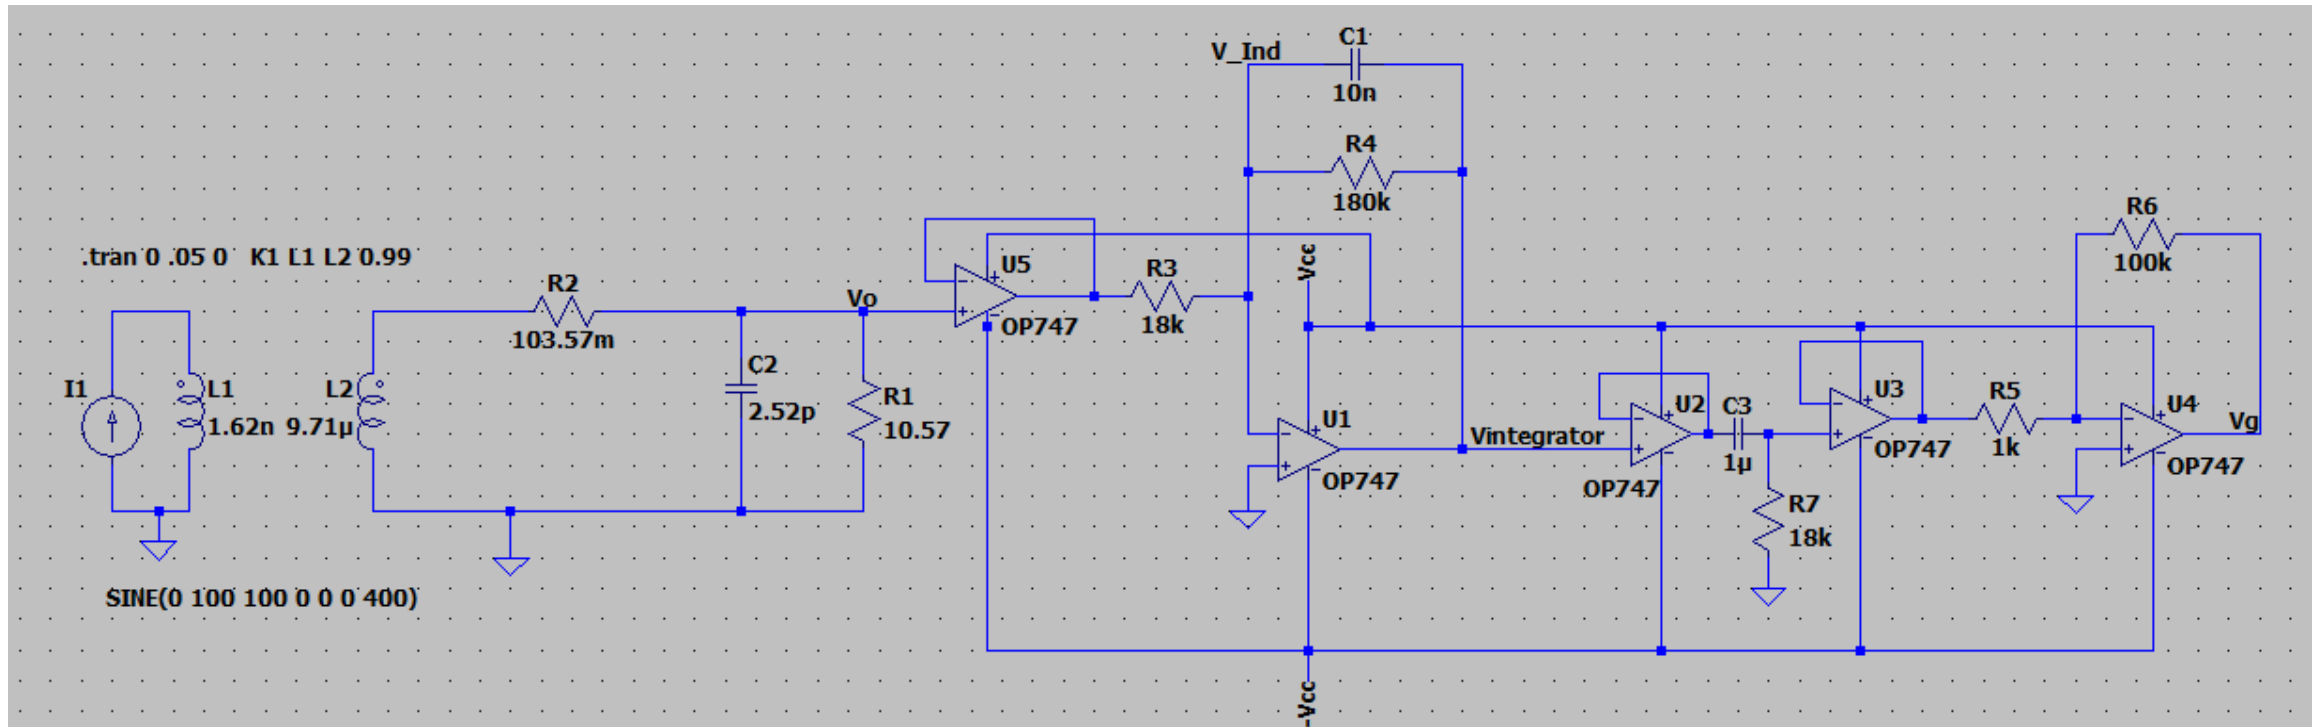 C1
V_Ind
10n
R4
180k
R6
100k
.tran 0 .05 0 K1 L1 L2 0.99
Vcc
U5
R3
R2
Vo
103.57m
OP747
18k
C2
2.52p
I1
L1
1.62n
L2
9.71µ
R1
10.57
U1
OP747
Vintegrator
U2
OP747
C3
1µ
U3
OP747
R5
1k
U4
OP747
Vg
R7
18k
SINE(0 100 100 0 0 0 400)
-Vcc